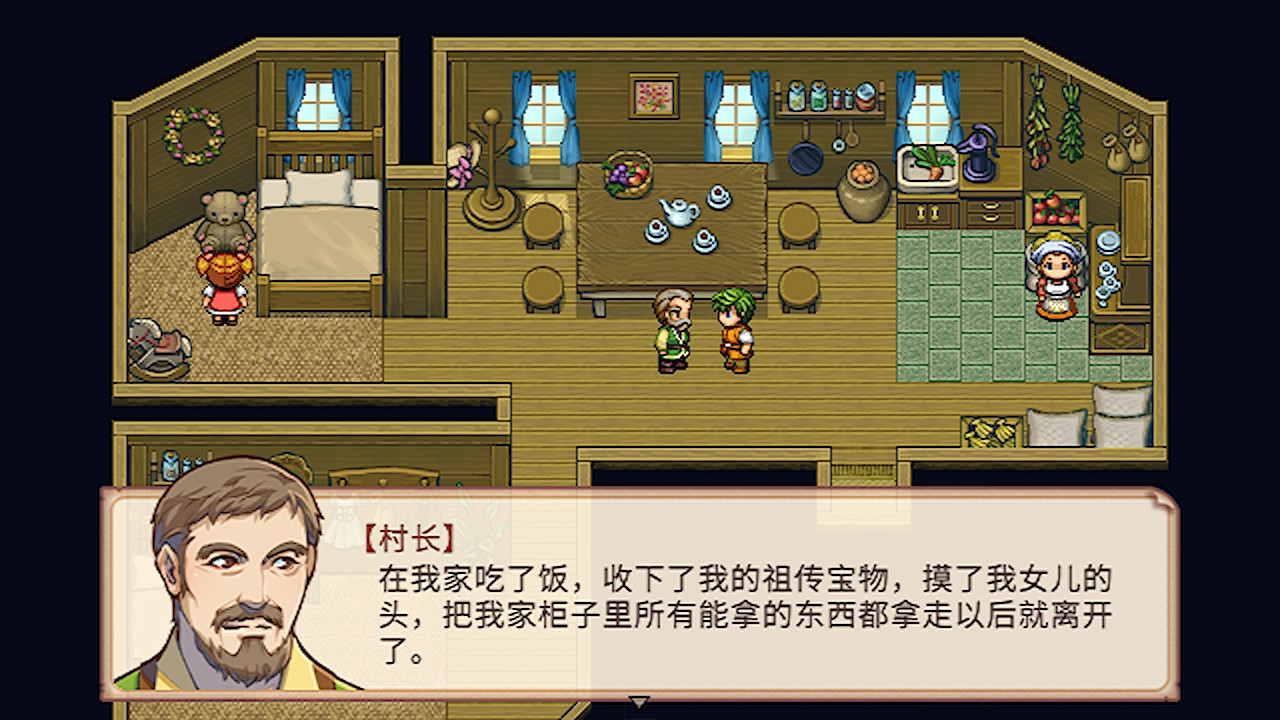 【村长】
在我家吃了饭，收下了我的祖传宝物，摸了我女儿的
头，把我家柜子里所有能拿的东西都拿走以后就离开
了。